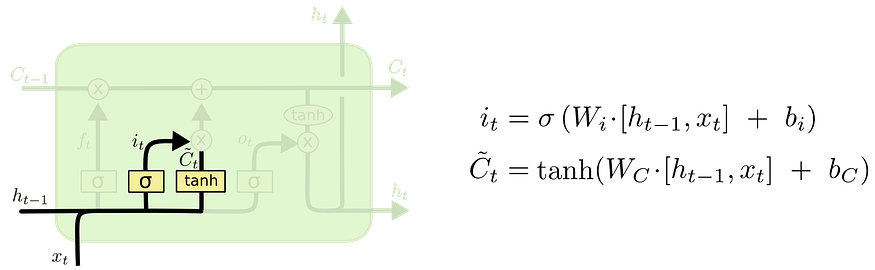 h_t
C_{t-1}
C_t
× + tanh
f_t i_t C̃_t × o_t ×
σ σ tanh σ
h_{t-1} h_t
x_t
i_t = σ (W_i·[h_{t-1}, x_t] + b_i)
C̃_t = tanh(W_C·[h_{t-1}, x_t] + b_C)